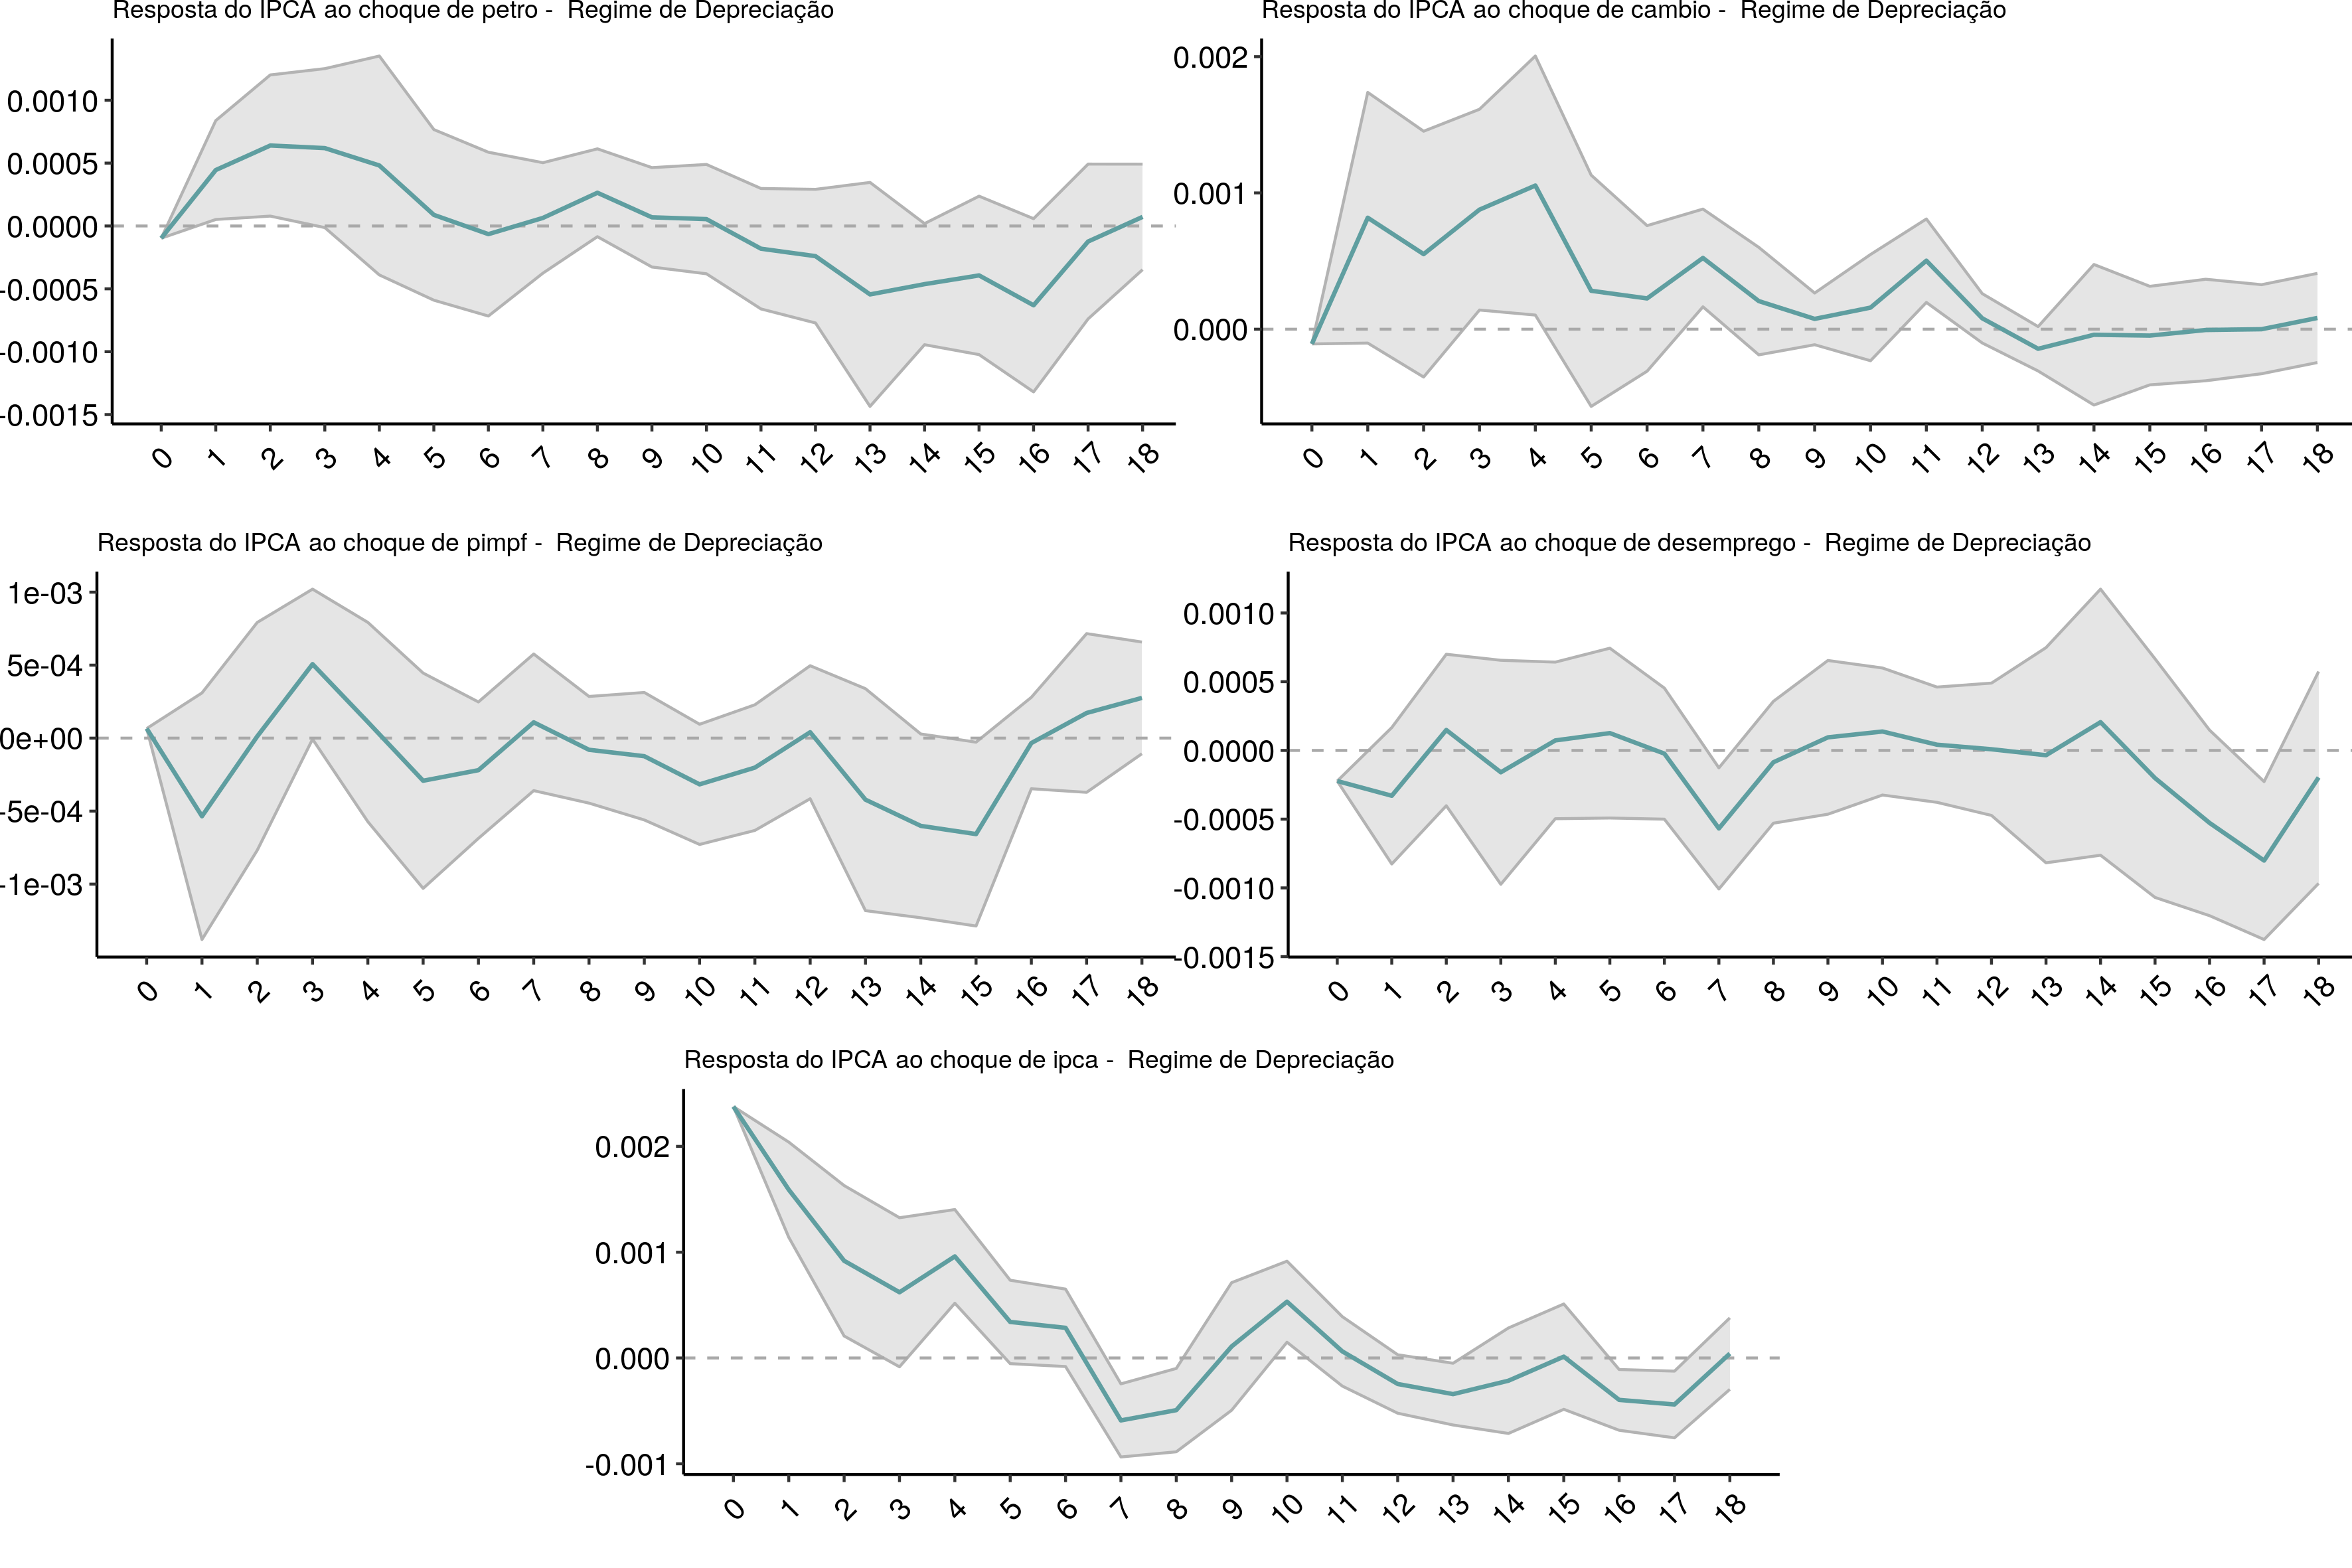 Resposta do IPCA ao choque de petro - Regime de Depreciação
0.0010
0.0005
0.0000
-0.0005
-0.0010
-0.0015
0 1 2 3 4 5 6 7 8 9 10 11 12 13 14 15 16 17 18
Resposta do IPCA ao choque de cambio - Regime de Depreciação
0.002
0.001
0.000
0 1 2 3 4 5 6 7 8 9 10 11 12 13 14 15 16 17 18
Resposta do IPCA ao choque de pimpf - Regime de Depreciação
1e-03
5e-04
0e+00
-5e-04
-1e-03
0 1 2 3 4 5 6 7 8 9 10 11 12 13 14 15 16 17 18
Resposta do IPCA ao choque de desemprego - Regime de Depreciação
0.0010
0.0005
0.0000
-0.0005
-0.0010
-0.0015
0 1 2 3 4 5 6 7 8 9 10 11 12 13 14 15 16 17 18
Resposta do IPCA ao choque de ipca - Regime de Depreciação
0.002
0.001
0.000
-0.001
0 1 2 3 4 5 6 7 8 9 10 11 12 13 14 15 16 17 18